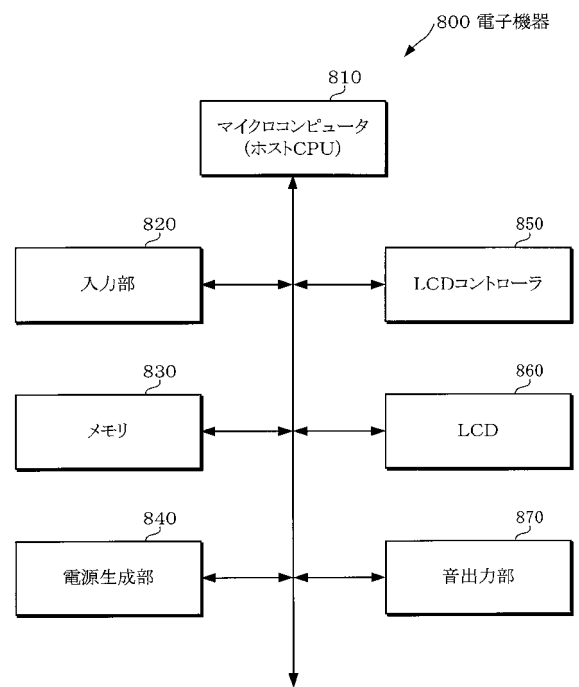 800 電子機器
810
マイクロコンピュータ
(ホストCPU)
820
入力部
850
LCDコントローラ
830
メモリ
860
LCD
840
電源生成部
870
音出力部